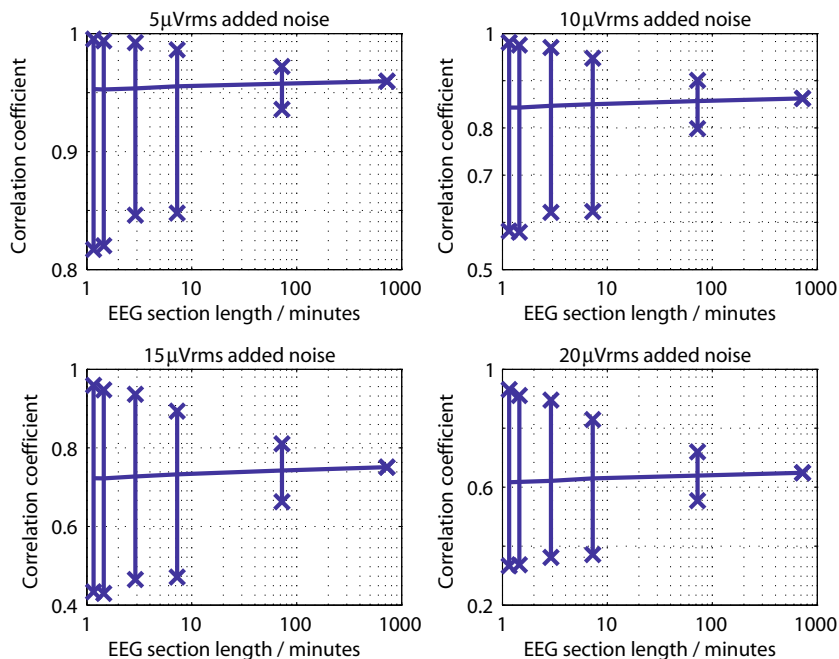 5μVrms added noise
Correlation coefficient
1
0.9
0.8
1
10
100
1000
EEG section length / minutes
10μVrms added noise
Correlation coefficient
1
0.8
0.7
0.5
1
10
100
1000
EEG section length / minutes
15μVrms added noise
Correlation coefficient
1
0.8
0.6
0.4
1
10
100
1000
EEG section length / minutes
20μVrms added noise
Correlation coefficient
1
0.6
0.2
1
10
100
1000
EEG section length / minutes